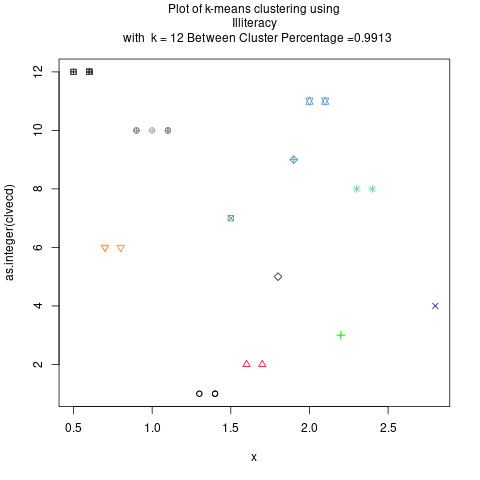 Plot of k-means clustering using
Illiteracy
with  k = 12 Between Cluster Percentage =0.9913
as.integer(clvecd)
12
10
8
6
4
2
0.5 1.0 1.5 2.0 2.5
x